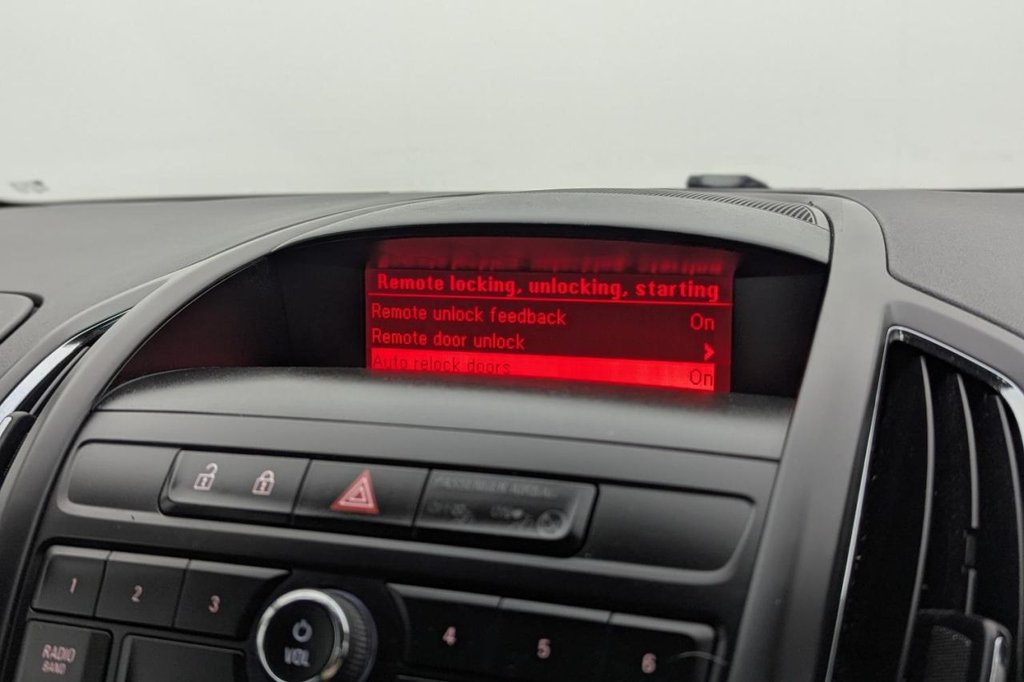 Remote locking, unlocking, starting
Remote unlock feedback On
Remote door unlock >
Auto relock doors On
PASSENGER AIRBAG
1 2 3
VOL
4 5 6
RADIO
BAND